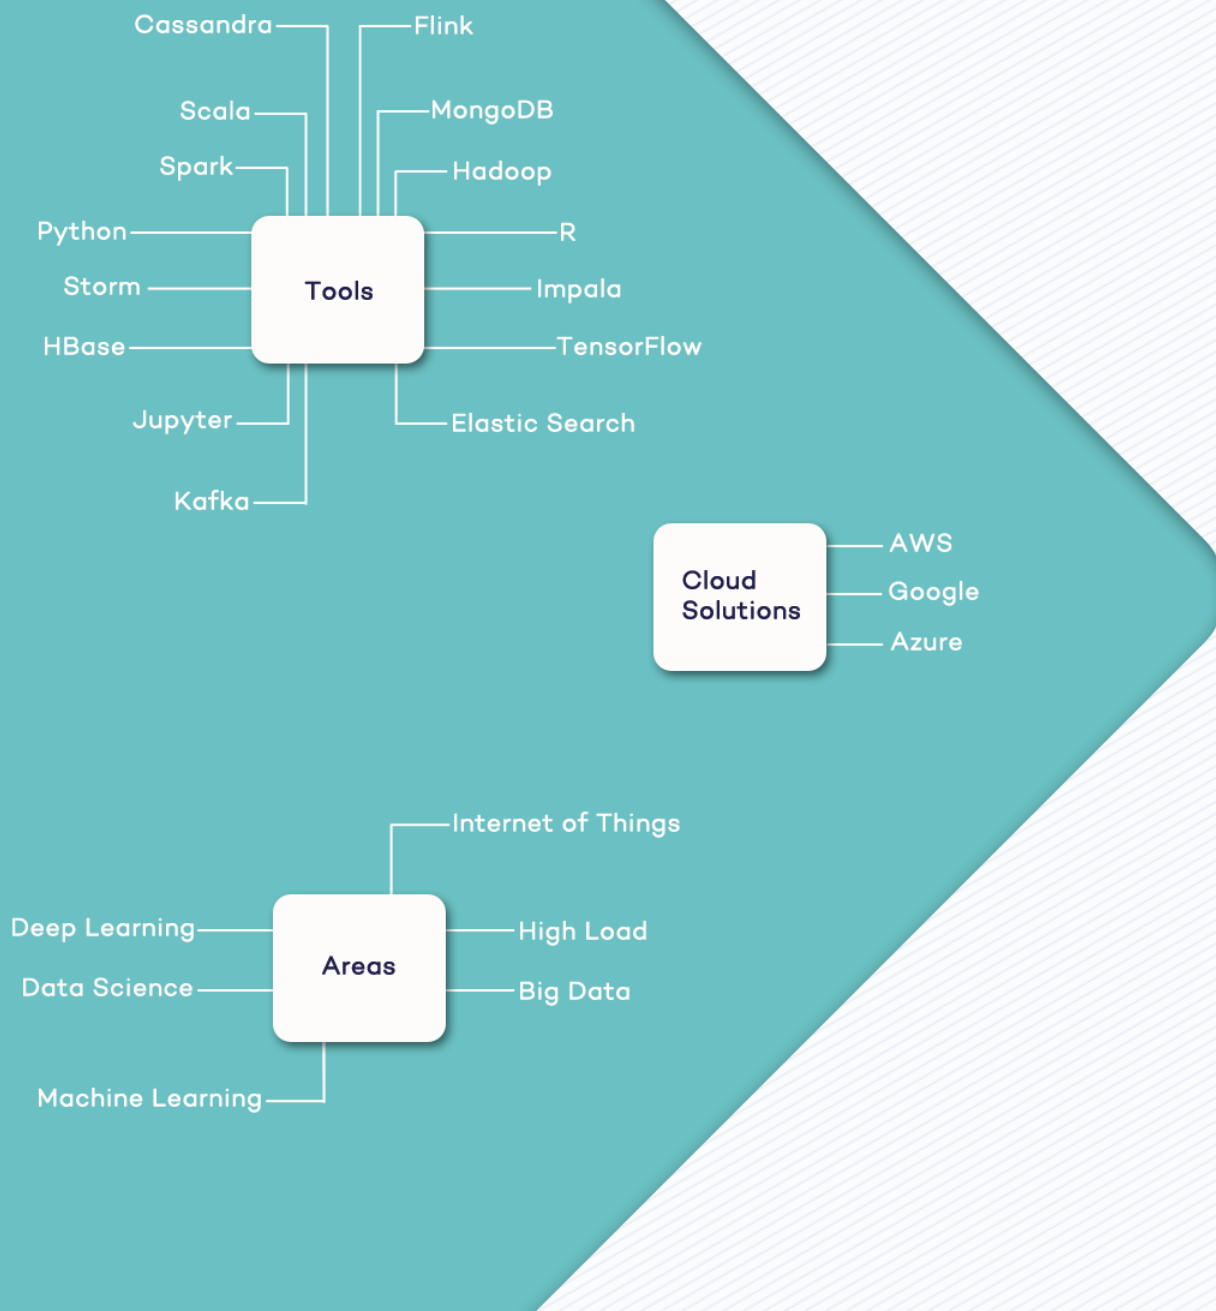 Cassandra
Flink
Scala
MongoDB
Spark
Hadoop
Python
R
Storm
Tools
Impala
HBase
TensorFlow
Jupyter
Elastic Search
Kafka
AWS
Cloud
Solutions
Google
Azure
Internet of Things
Deep Learning
High Load
Areas
Data Science
Big Data
Machine Learning